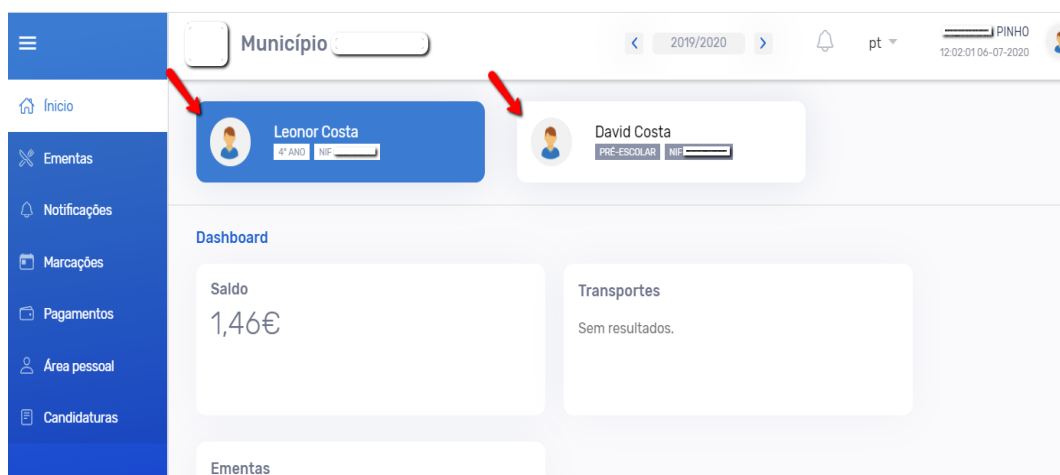 Município
2019/2020
pt
PINHO
12:02:01 06-07-2020
Ínicio
Ementas
Notificações
Marcações
Pagamentos
Área pessoal
Candidaturas
Leonor Costa
4º ANO NIF
David Costa
PRÉ-ESCOLAR NIF
Dashboard
Saldo
1,46€
Transportes
Sem resultados.
Ementas